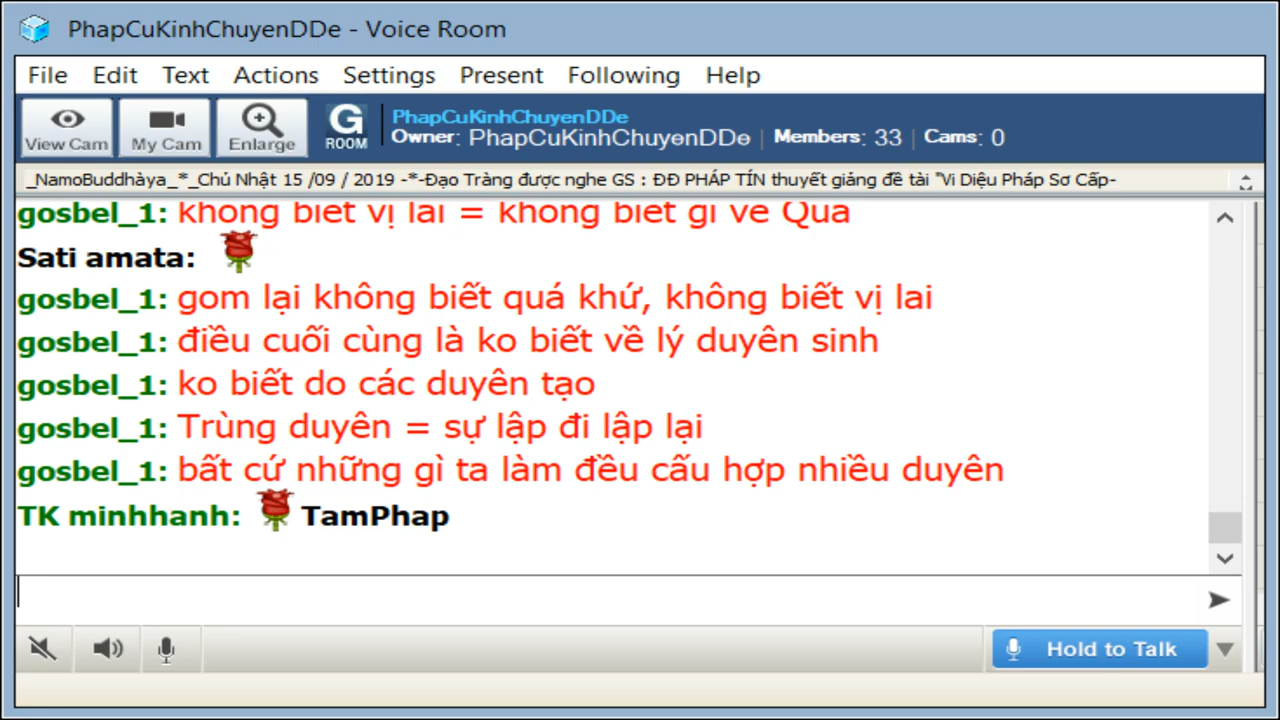 PhapCuKinhChuyenDDe - Voice Room
File Edit Text Actions Settings Present Following Help
View Cam My Cam Enlarge G ROOM
PhapCuKinhChuyenDDe
Owner: PhapCuKinhChuyenDDe | Members: 33 | Cams: 0
_NamoBuddhàya_*_Chủ Nhật 15 /09 / 2019 -*-Đạo Tràng được nghe GS : ĐĐ PHÁP TÍN thuyết giảng đề tài "Vi Diệu Pháp Sơ Cấp-
gosbel_1: không biết vị lai = không biết gì về Quả
Sati amata:
gosbel_1: gom lại không biết quá khứ, không biết vị lai
gosbel_1: điều cuối cùng là ko biết về lý duyên sinh
gosbel_1: ko biết do các duyên tạo
gosbel_1: Trùng duyên = sự lập đi lập lại
gosbel_1: bất cứ những gì ta làm đều cấu hợp nhiều duyên
TK minhhanh: TamPhap
Hold to Talk